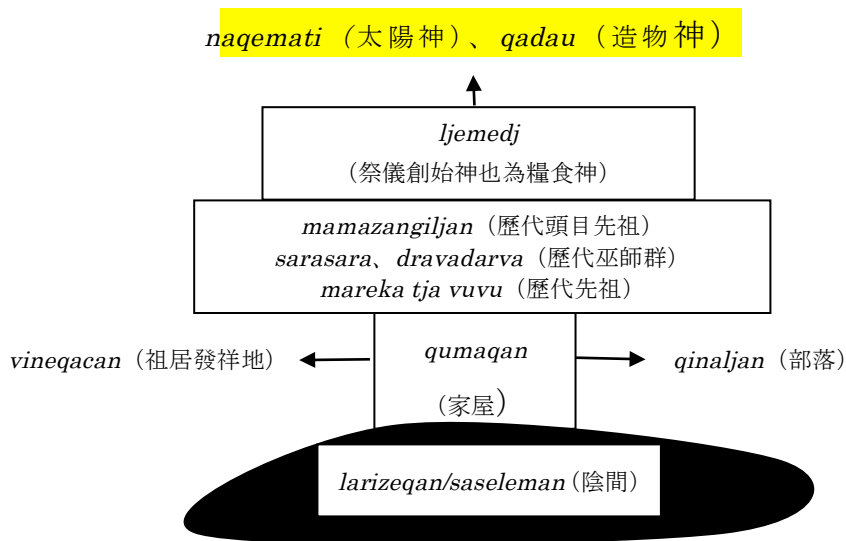 naqemati（太陽神）、qadau（造物神）
ljemedj
（祭儀創始神也為糧食神）
mamazangiljan（歷代頭目先祖）
sarasara、dravadarva（歷代巫師群）
mareka tja vuvu（歷代先祖）
vineqacan（祖居發祥地）
qumaqan
（家屋）
qinaljan（部落）
larizeqan/saseleman（陰間）